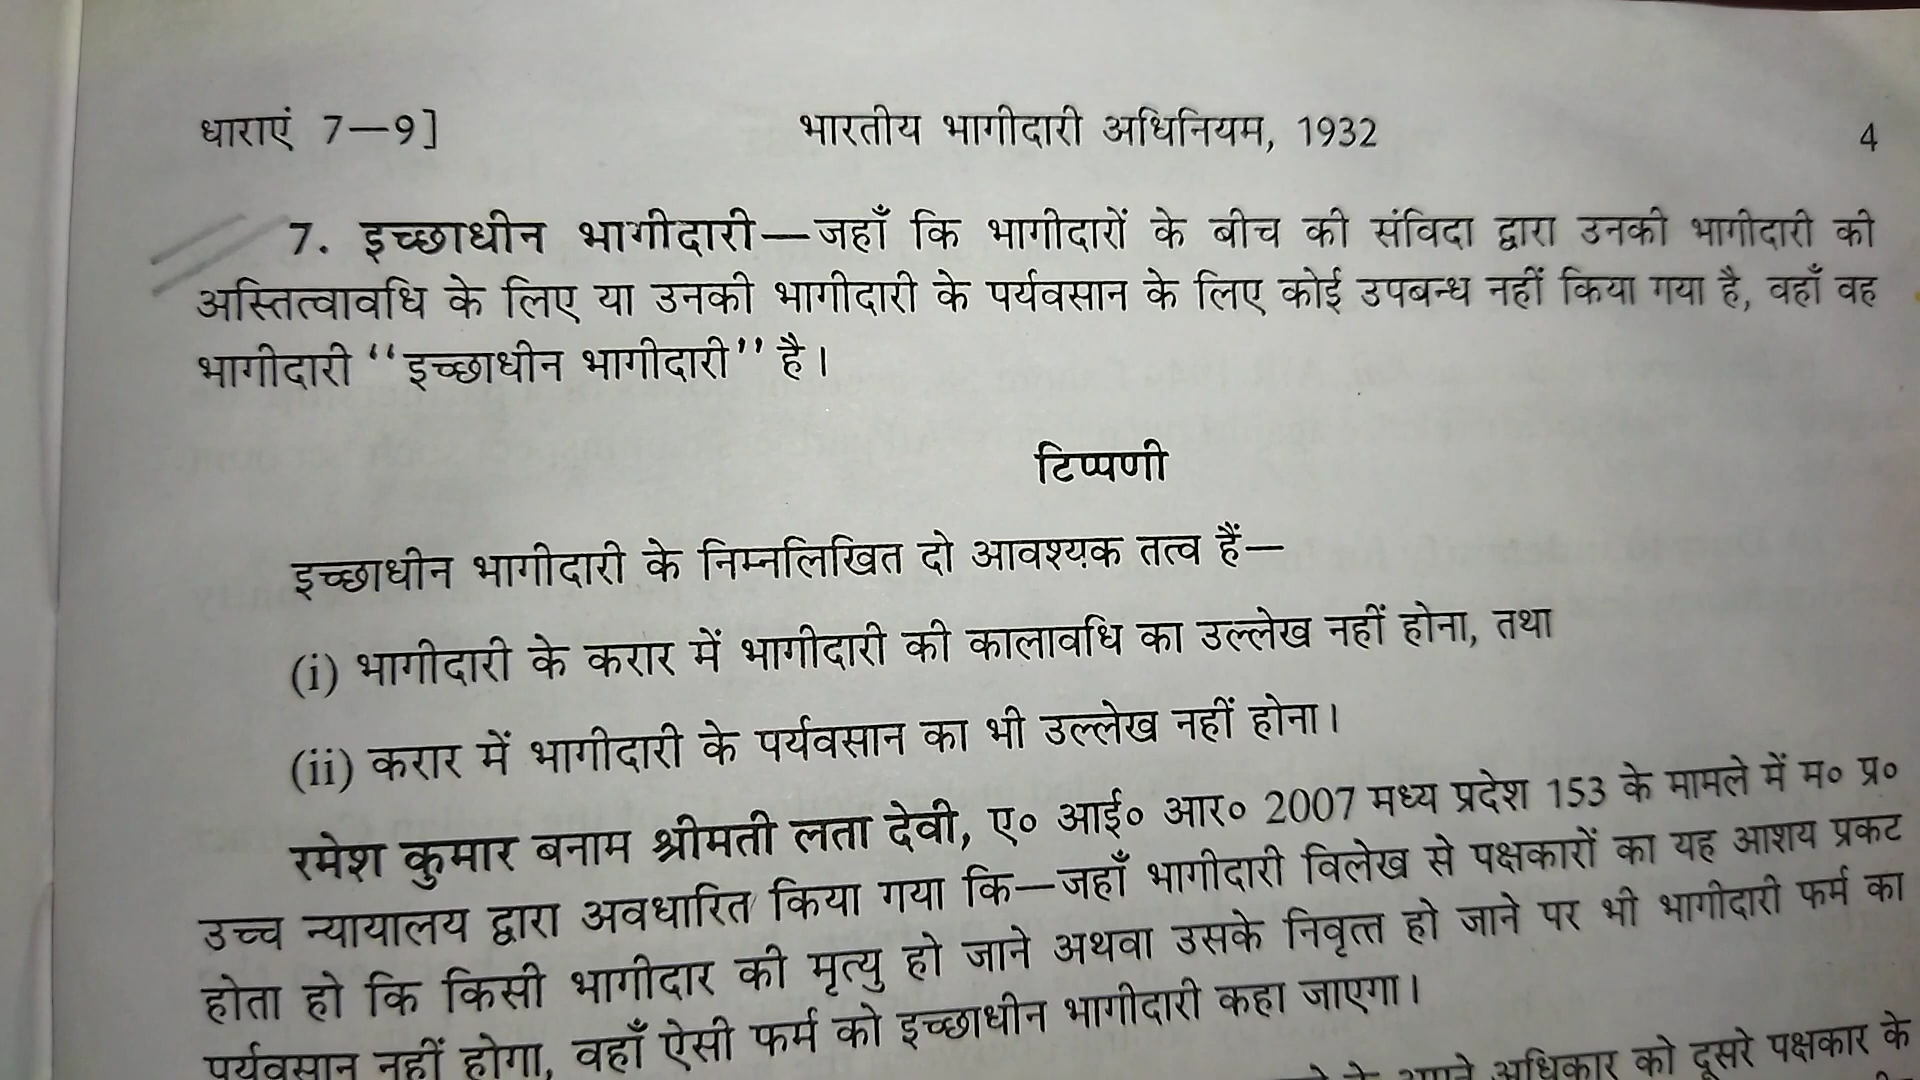 धाराएं 7—9] भारतीय भागीदारी अधिनियम, 1932 4
7. इच्छाधीन भागीदारी—जहाँ कि भागीदारों के बीच की संविदा द्वारा उनकी भागीदारी की
अस्तित्वावधि के लिए या उनकी भागीदारी के पर्यवसान के लिए कोई उपबन्ध नहीं किया गया है, वहाँ वह
भागीदारी ‘‘इच्छाधीन भागीदारी’’ है।
टिप्पणी
इच्छाधीन भागीदारी के निम्नलिखित दो आवश्यक तत्व हैं—
(i) भागीदारी के करार में भागीदारी की कालावधि का उल्लेख नहीं होना, तथा
(ii) करार में भागीदारी के पर्यवसान का भी उल्लेख नहीं होना।
रमेश कुमार बनाम श्रीमती लता देवी, ए० आई० आर० 2007 मध्य प्रदेश 153 के मामले में म० प्र०
उच्च न्यायालय द्वारा अवधारित किया गया कि—जहाँ भागीदारी विलेख से पक्षकारों का यह आशय प्रकट
होता हो कि किसी भागीदार की मृत्यु हो जाने अथवा उसके निवृत्त हो जाने पर भी भागीदारी फर्म का
पर्यवसान नहीं होगा, वहाँ ऐसी फर्म को इच्छाधीन भागीदारी कहा जाएगा।
अपने अधिकार को दूसरे पक्षकार के